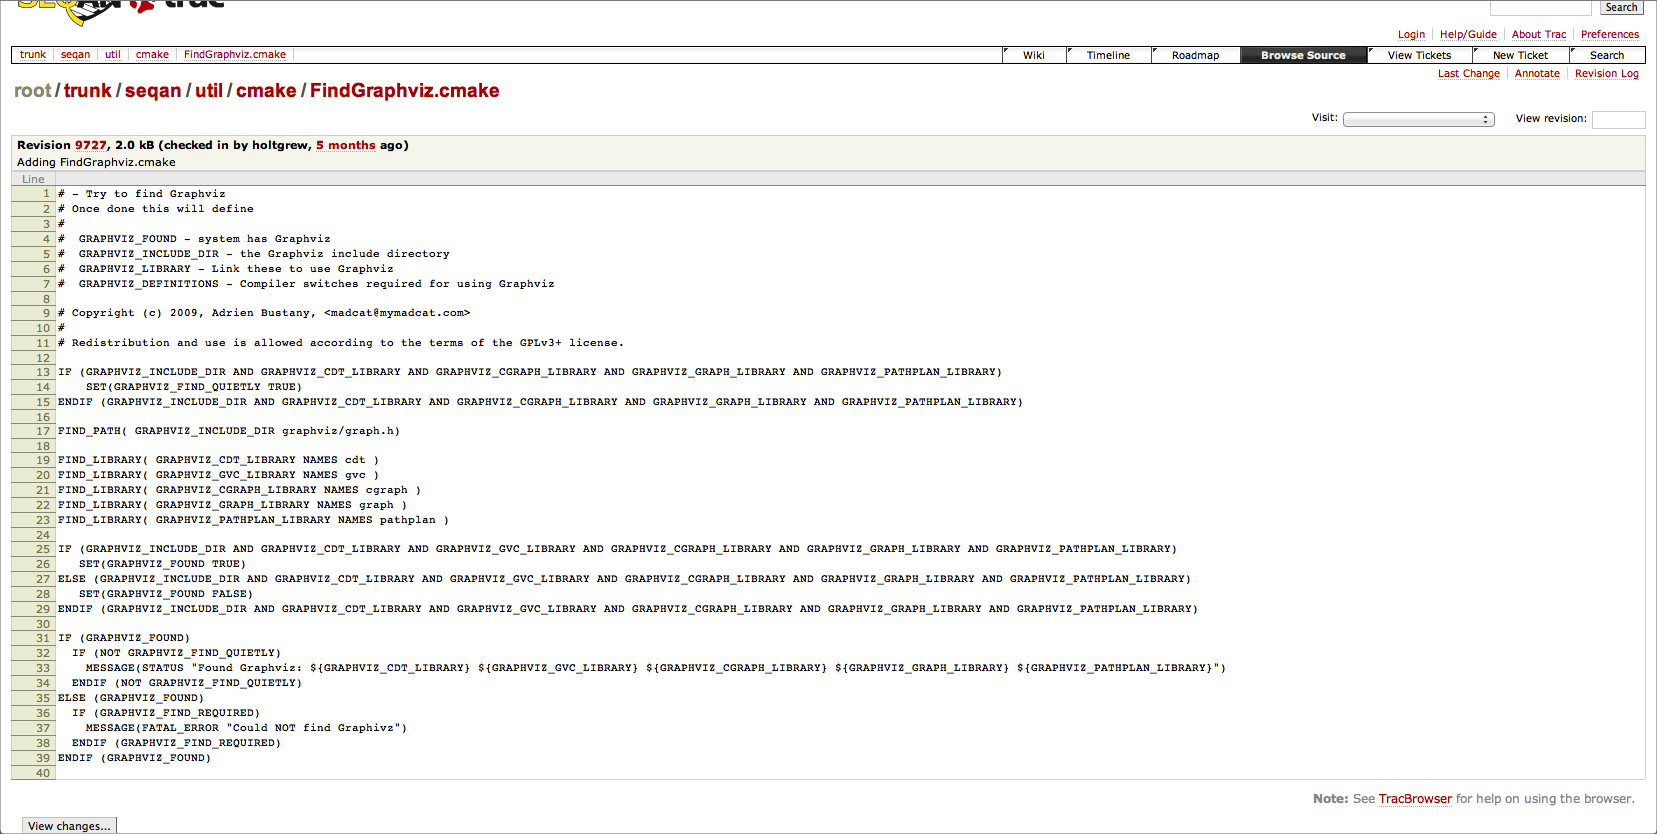 SEQAN trac
Search
Login Help/Guide About Trac Preferences
trunk seqan util cmake FindGraphviz.cmake Wiki Timeline Roadmap Browse Source View Tickets New Ticket Search
Last Change Annotate Revision Log
root/trunk/seqan/util/cmake/FindGraphviz.cmake
Visit: View revision:
Revision 9727, 2.0 kB (checked in by holtgrew, 5 months ago)
Adding FindGraphviz.cmake
Line
1 # - Try to find Graphviz
2 # Once done this will define
3 #
4 #  GRAPHVIZ_FOUND - system has Graphviz
5 #  GRAPHVIZ_INCLUDE_DIR - the Graphviz include directory
6 #  GRAPHVIZ_LIBRARY - Link these to use Graphviz
7 #  GRAPHVIZ_DEFINITIONS - Compiler switches required for using Graphviz
8
9 # Copyright (c) 2009, Adrien Bustany, <madcat@mymadcat.com>
10 #
11 # Redistribution and use is allowed according to the terms of the GPLv3+ license.
12
13 IF (GRAPHVIZ_INCLUDE_DIR AND GRAPHVIZ_CDT_LIBRARY AND GRAPHVIZ_CGRAPH_LIBRARY AND GRAPHVIZ_GRAPH_LIBRARY AND GRAPHVIZ_PATHPLAN_LIBRARY)
14     SET(GRAPHVIZ_FIND_QUIETLY TRUE)
15 ENDIF (GRAPHVIZ_INCLUDE_DIR AND GRAPHVIZ_CDT_LIBRARY AND GRAPHVIZ_CGRAPH_LIBRARY AND GRAPHVIZ_GRAPH_LIBRARY AND GRAPHVIZ_PATHPLAN_LIBRARY)
16
17 FIND_PATH( GRAPHVIZ_INCLUDE_DIR graphviz/graph.h)
18
19 FIND_LIBRARY( GRAPHVIZ_CDT_LIBRARY NAMES cdt )
20 FIND_LIBRARY( GRAPHVIZ_GVC_LIBRARY NAMES gvc )
21 FIND_LIBRARY( GRAPHVIZ_CGRAPH_LIBRARY NAMES cgraph )
22 FIND_LIBRARY( GRAPHVIZ_GRAPH_LIBRARY NAMES graph )
23 FIND_LIBRARY( GRAPHVIZ_PATHPLAN_LIBRARY NAMES pathplan )
24
25 IF (GRAPHVIZ_INCLUDE_DIR AND GRAPHVIZ_CDT_LIBRARY AND GRAPHVIZ_GVC_LIBRARY AND GRAPHVIZ_CGRAPH_LIBRARY AND GRAPHVIZ_GRAPH_LIBRARY AND GRAPHVIZ_PATHPLAN_LIBRARY)
26    SET(GRAPHVIZ_FOUND TRUE)
27 ELSE (GRAPHVIZ_INCLUDE_DIR AND GRAPHVIZ_CDT_LIBRARY AND GRAPHVIZ_GVC_LIBRARY AND GRAPHVIZ_CGRAPH_LIBRARY AND GRAPHVIZ_GRAPH_LIBRARY AND GRAPHVIZ_PATHPLAN_LIBRARY)
28    SET(GRAPHVIZ_FOUND FALSE)
29 ENDIF (GRAPHVIZ_INCLUDE_DIR AND GRAPHVIZ_CDT_LIBRARY AND GRAPHVIZ_GVC_LIBRARY AND GRAPHVIZ_CGRAPH_LIBRARY AND GRAPHVIZ_GRAPH_LIBRARY AND GRAPHVIZ_PATHPLAN_LIBRARY)
30
31 IF (GRAPHVIZ_FOUND)
32   IF (NOT GRAPHVIZ_FIND_QUIETLY)
33     MESSAGE(STATUS "Found Graphviz: ${GRAPHVIZ_CDT_LIBRARY} ${GRAPHVIZ_GVC_LIBRARY} ${GRAPHVIZ_CGRAPH_LIBRARY} ${GRAPHVIZ_GRAPH_LIBRARY} ${GRAPHVIZ_PATHPLAN_LIBRARY}")
34   ENDIF (NOT GRAPHVIZ_FIND_QUIETLY)
35 ELSE (GRAPHVIZ_FOUND)
36   IF (GRAPHVIZ_FIND_REQUIRED)
37     MESSAGE(FATAL_ERROR "Could NOT find Graphivz")
38   ENDIF (GRAPHVIZ_FIND_REQUIRED)
39 ENDIF (GRAPHVIZ_FOUND)
40
Note: See TracBrowser for help on using the browser.
View changes...